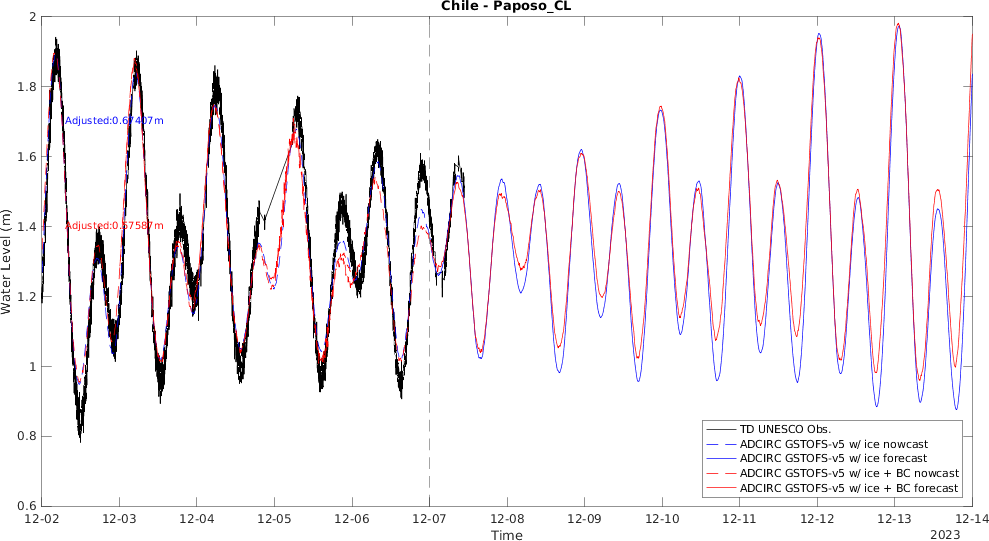 Chile - Paposo_CL
2
1.8
1.6
1.4
1.2
1
0.8
0.6
Water Level (m)
Adjusted:0.67407m
Adjusted:0.67587m
TD UNESCO Obs.
ADCIRC GSTOFS-v5 w/ ice nowcast
ADCIRC GSTOFS-v5 w/ ice forecast
ADCIRC GSTOFS-v5 w/ ice + BC nowcast
ADCIRC GSTOFS-v5 w/ ice + BC forecast
12-02 12-03 12-04 12-05 12-06 12-07 12-08 12-09 12-10 12-11 12-12 12-13 12-14
Time
2023